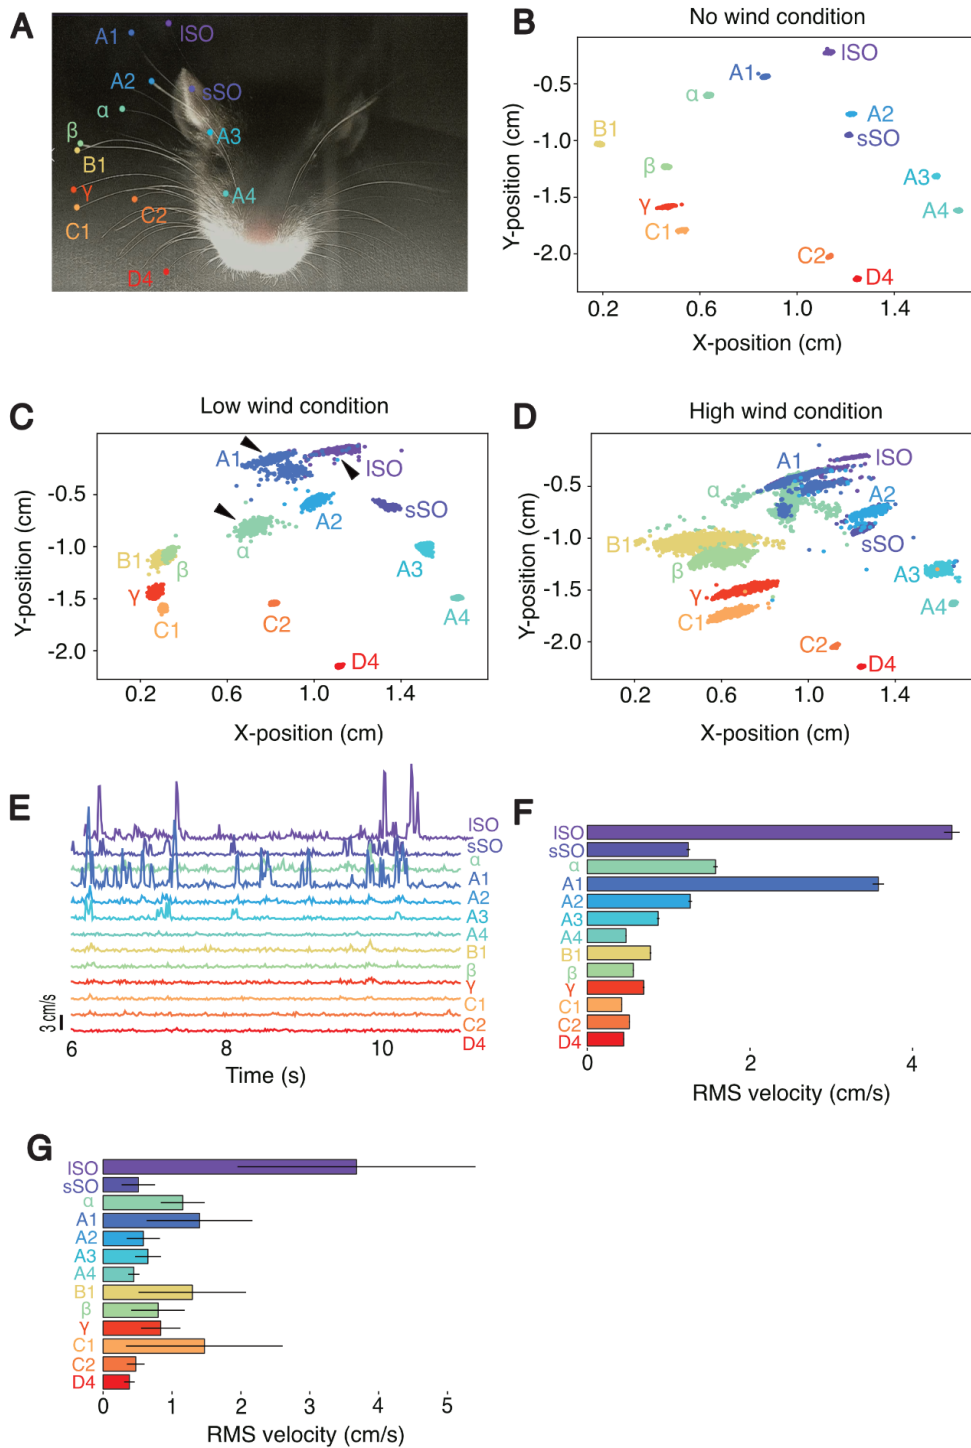 A
A1
lSO
A2
sSO
α
A3
β
B1
A4
γ
C2
C1
D4
B
No wind condition
Y-position (cm)
-0.5
-1.0
-1.5
-2.0
lSO
A1
α
A2
B1
sSO
β
A3
γ
A4
C1
C2
D4
0.2
0.6
1.0
1.4
X-position (cm)
C
Low wind condition
Y-position (cm)
-0.5
-1.0
-1.5
-2.0
A1
lSO
A2
sSO
α
B1
β
A3
γ
C1
C2
A4
D4
0.2
0.6
1.0
1.4
X-position (cm)
D
High wind condition
Y-position (cm)
-0.5
-1.0
-1.5
-2.0
A1
lSO
α
A2
B1
sSO
β
A3
γ
A4
C1
C2
D4
0.2
0.6
1.0
1.4
X-position (cm)
E
lSO
sSO
α
A1
A2
A3
A4
B1
β
γ
C1
C2
D4
3 cm/s
6
8
10
Time (s)
F
lSO
sSO
α
A1
A2
A3
A4
B1
β
γ
C1
C2
D4
0
2
4
RMS velocity (cm/s)
G
lSO
sSO
α
A1
A2
A3
A4
B1
β
γ
C1
C2
D4
0
1
2
3
4
5
RMS velocity (cm/s)